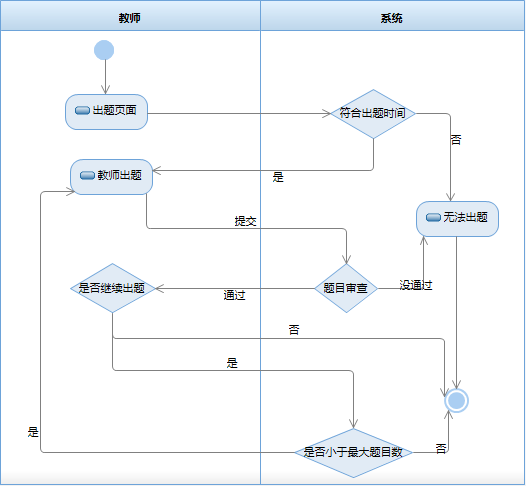 教师
系统
出题页面
符合出题时间
否
教师出题
是
提交
无法出题
是否继续出题
通过
题目审查
没通过
否
是
是
是否小于最大题目数
否